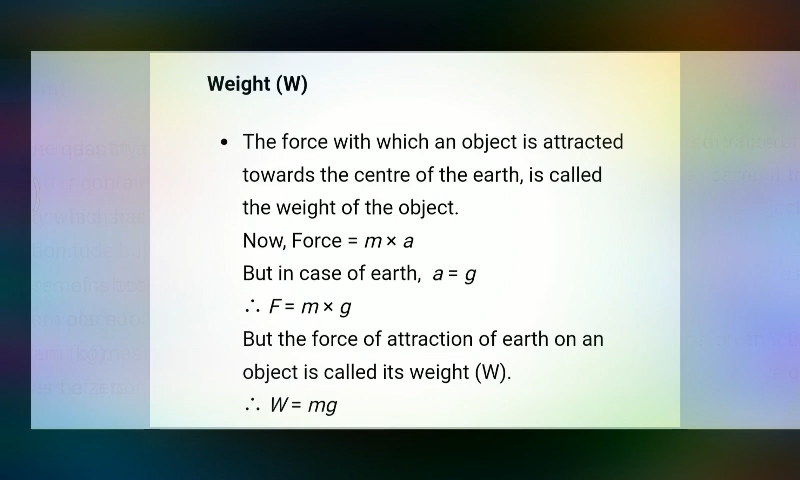 Weight (W)
• The force with which an object is attracted
towards the centre of the earth, is called
the weight of the object.
Now, Force = m × a
But in case of earth, a = g
∴ F = m × g
But the force of attraction of earth on an
object is called its weight (W).
∴ W = mg